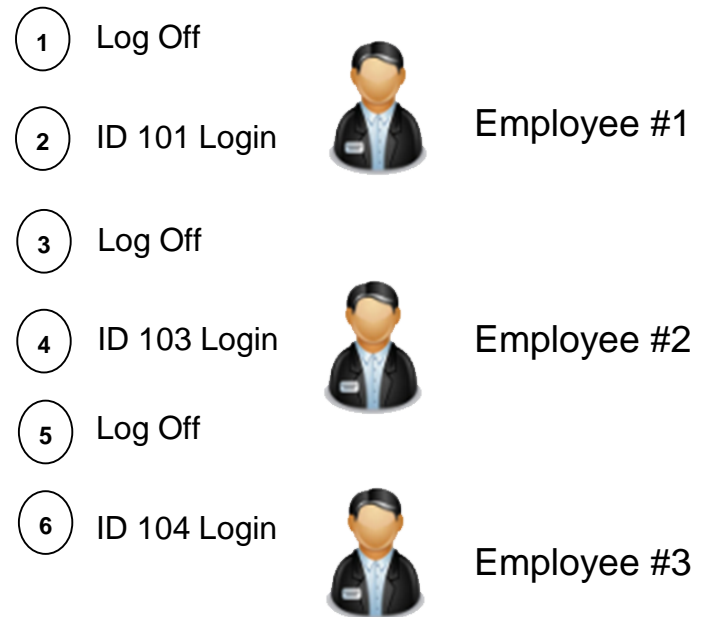 1 Log Off
2 ID 101 Login
Employee #1
3 Log Off
4 ID 103 Login
Employee #2
5 Log Off
6 ID 104 Login
Employee #3